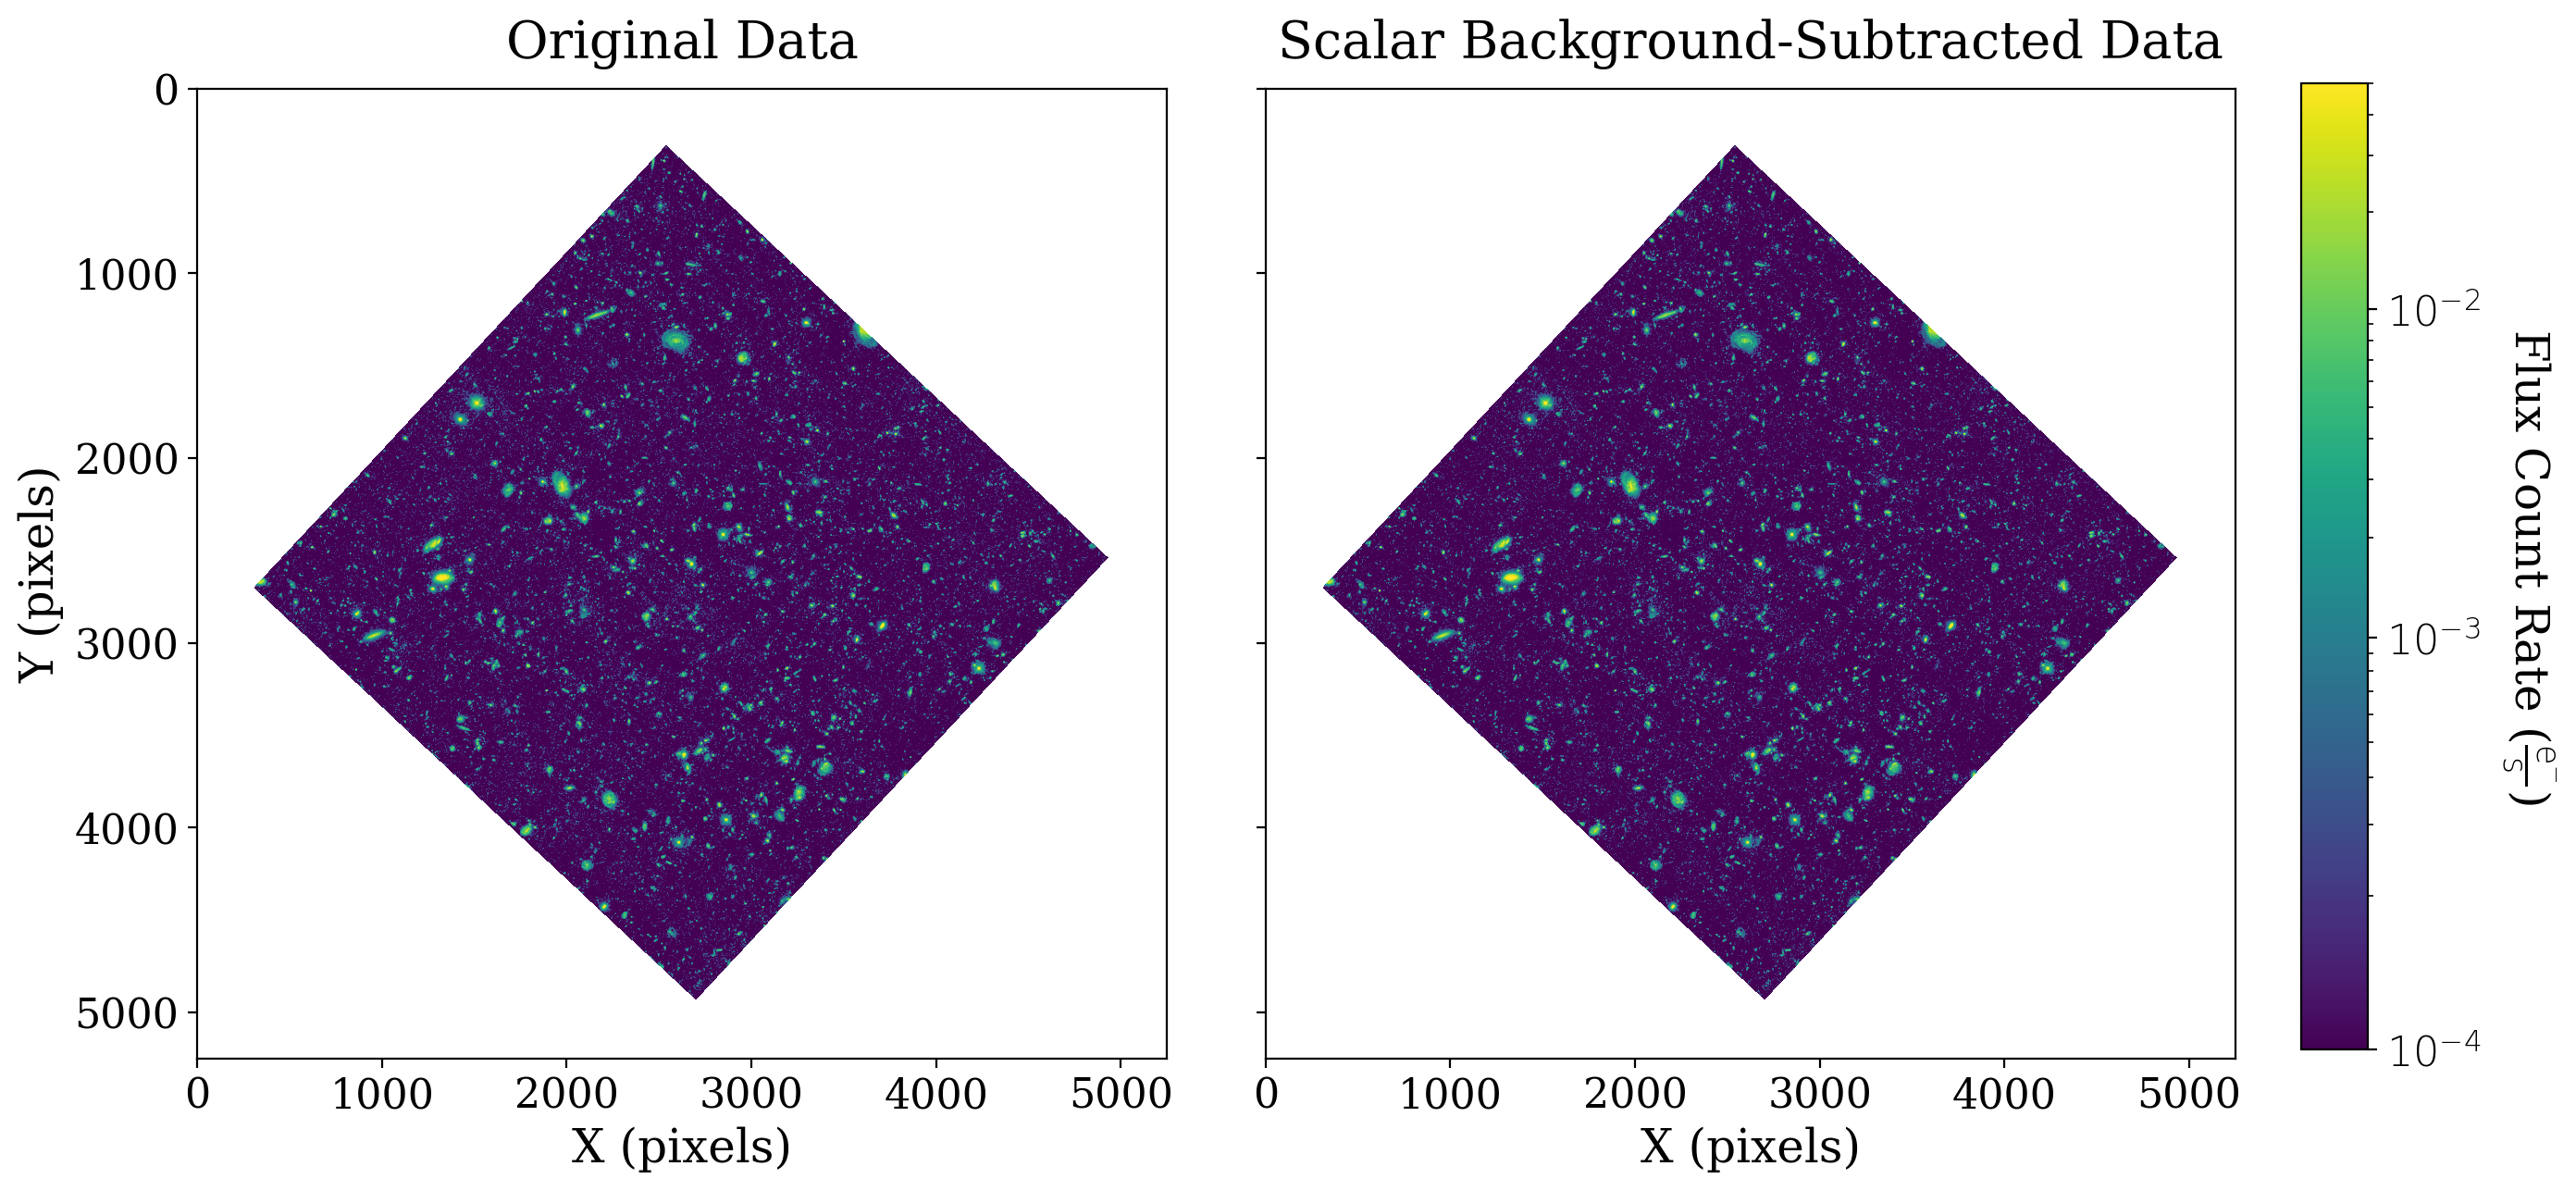 Original Data
Scalar Background-Subtracted Data
0
1000
2000
3000
4000
5000
Y (pixels)
0 1000 2000 3000 4000 5000
X (pixels)
0 1000 2000 3000 4000 5000
X (pixels)
10⁻²
10⁻³
10⁻⁴
Flux Count Rate (e⁻/s)